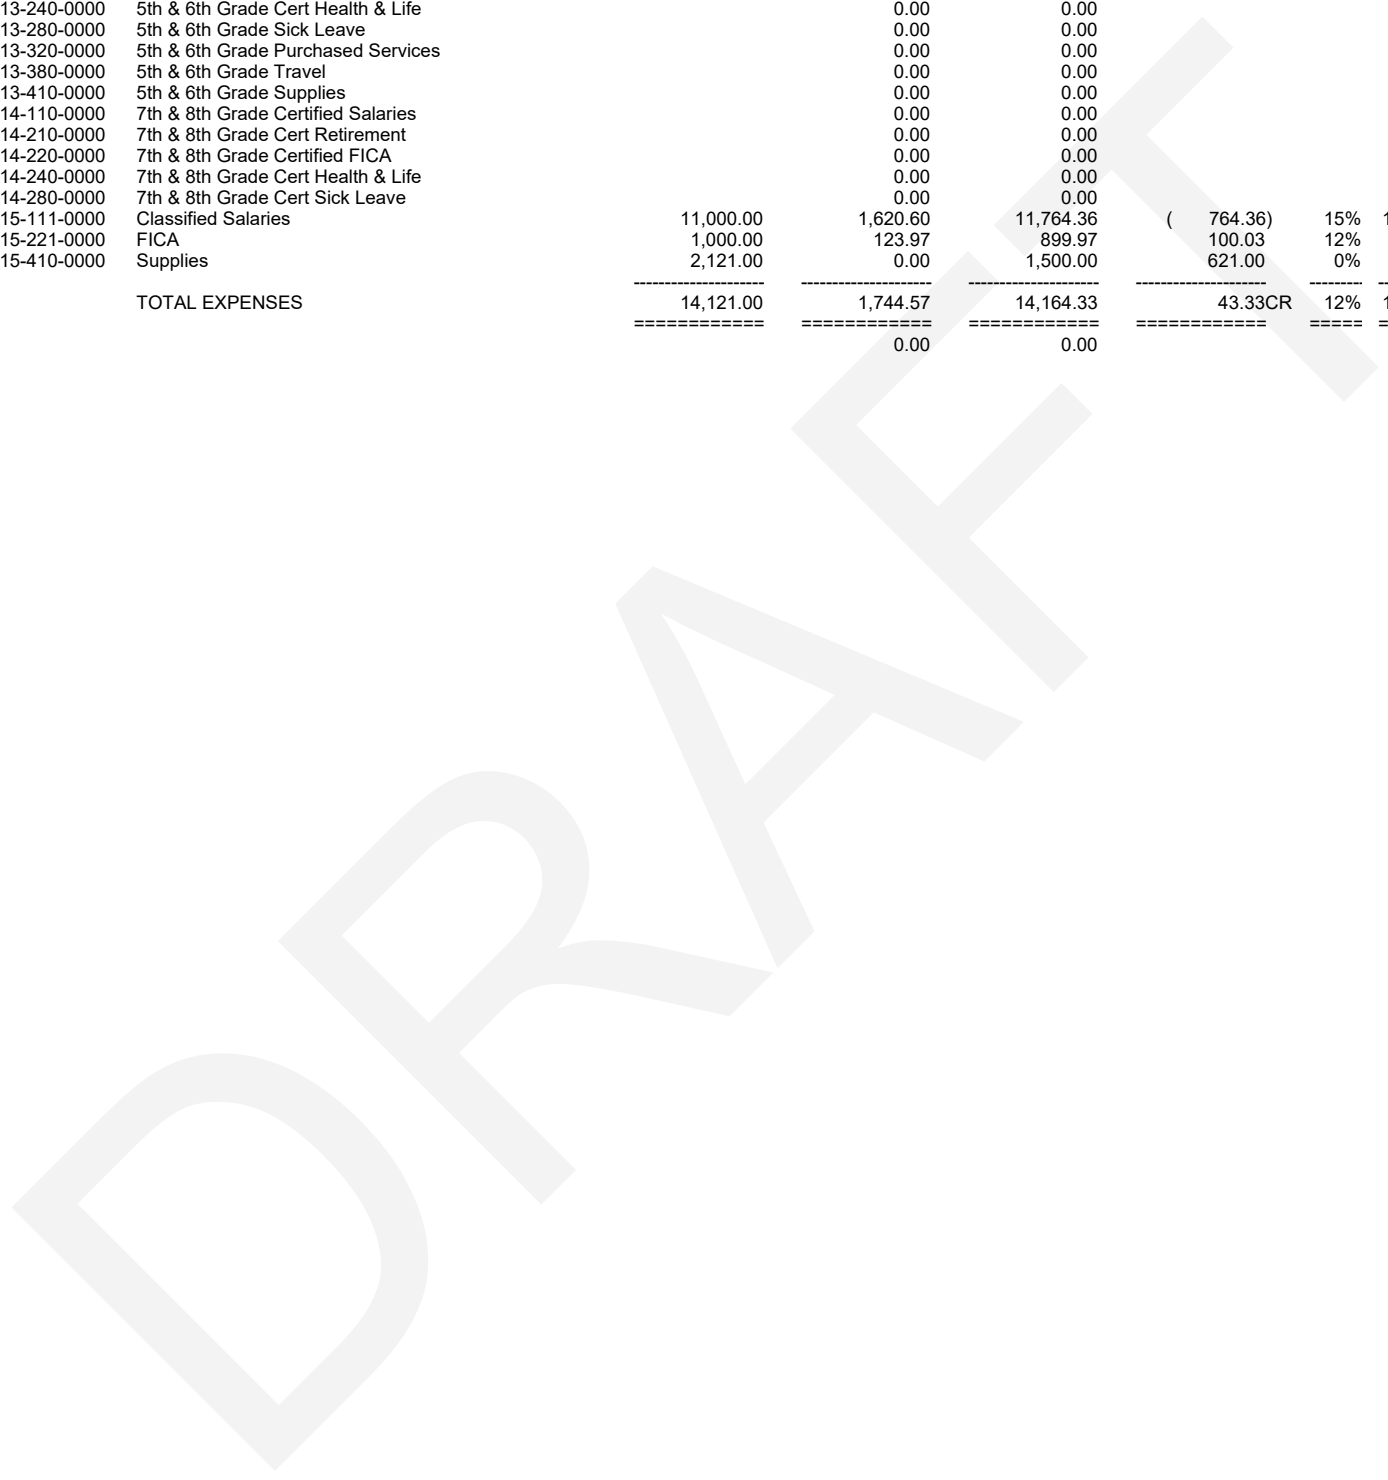 13-240-0000 5th & 6th Grade Cert Health & Life 0.00 0.00
13-280-0000 5th & 6th Grade Sick Leave 0.00 0.00
13-320-0000 5th & 6th Grade Purchased Services 0.00 0.00
13-380-0000 5th & 6th Grade Travel 0.00 0.00
13-410-0000 5th & 6th Grade Supplies 0.00 0.00
14-110-0000 7th & 8th Grade Certified Salaries 0.00 0.00
14-210-0000 7th & 8th Grade Cert Retirement 0.00 0.00
14-220-0000 7th & 8th Grade Certified FICA 0.00 0.00
14-240-0000 7th & 8th Grade Cert Health & Life 0.00 0.00
14-280-0000 7th & 8th Grade Cert Sick Leave 0.00 0.00
15-111-0000 Classified Salaries 11,000.00 1,620.60 11,764.36 ( 764.36) 15% 1
15-221-0000 FICA 1,000.00 123.97 899.97 100.03 12%
15-410-0000 Supplies 2,121.00 0.00 1,500.00 621.00 0%
--------------------- --------------------- --------------------- --------------------- -------- --
TOTAL EXPENSES 14,121.00 1,744.57 14,164.33 43.33CR 12% 1
============ ============ ============ ============ ===== =
0.00 0.00
DRAFT